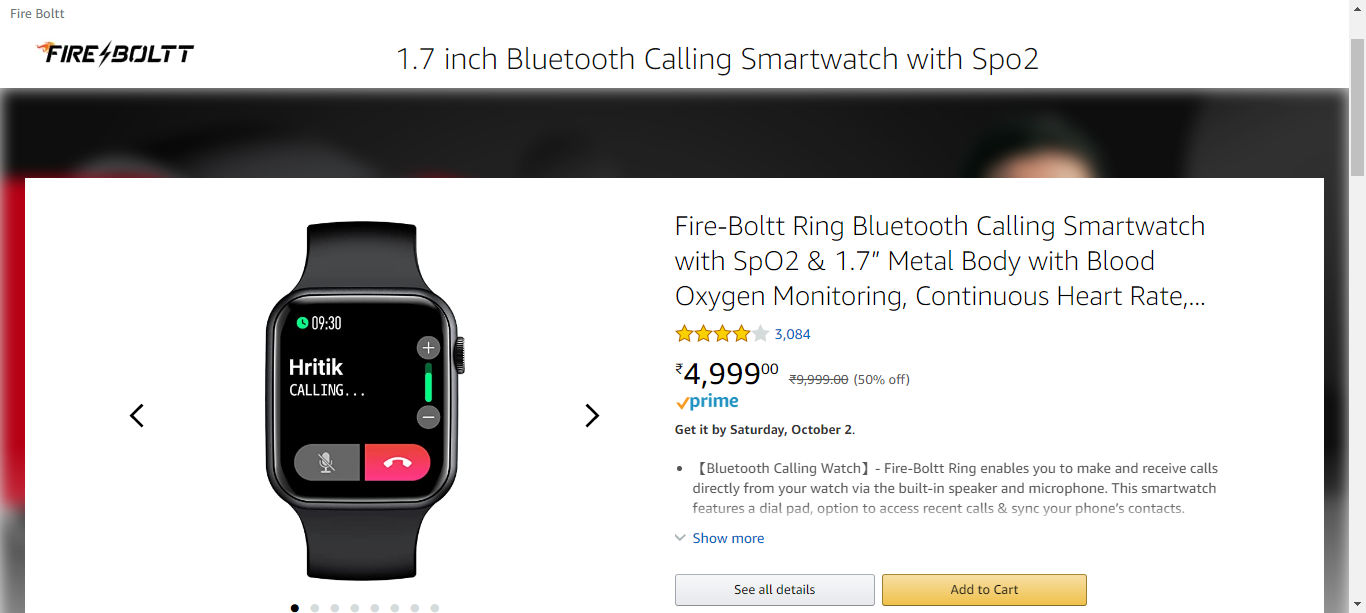 Fire Boltt
FIRE BOLTT
1.7 inch Bluetooth Calling Smartwatch with Spo2
09:30
Hritik
CALLING...
Fire-Boltt Ring Bluetooth Calling Smartwatch
with SpO2 & 1.7” Metal Body with Blood
Oxygen Monitoring, Continuous Heart Rate,...
3,084
₹4,99900 ₹9,999.00 (50% off)
prime
Get it by Saturday, October 2.
• 【Bluetooth Calling Watch】- Fire-Boltt Ring enables you to make and receive calls
directly from your watch via the built-in speaker and microphone. This smartwatch
features a dial pad, option to access recent calls & sync your phone’s contacts.
Show more
See all details
Add to Cart